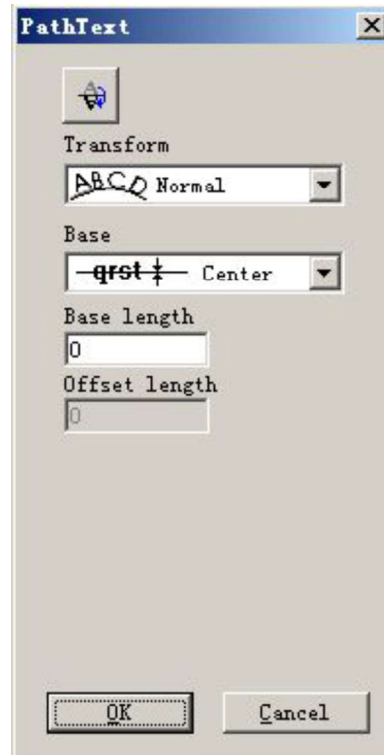 PathText
Transform
ABCD Normal
Base
qrst Center
Base length
0
Offset length
0
OK
Cancel